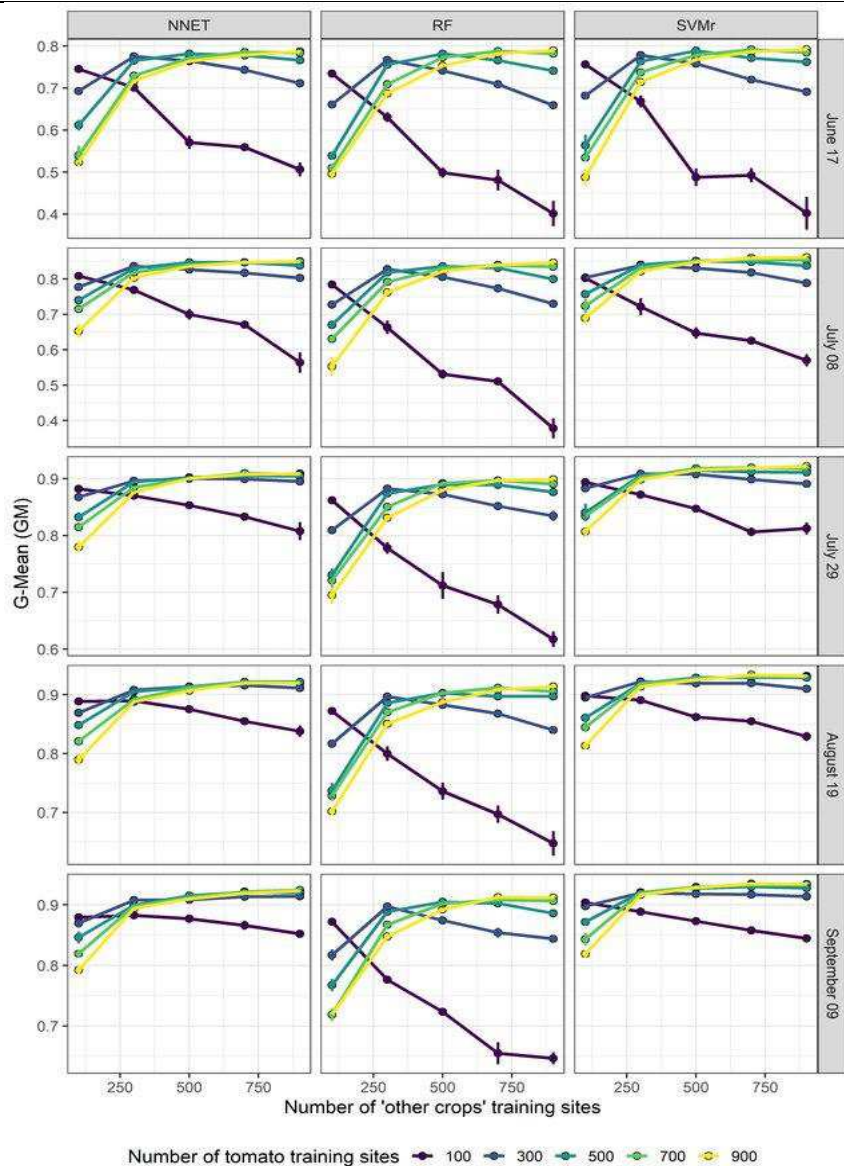 NNET RF SVMr
0.8
0.7
0.6
0.5
0.4
June 17
0.8
0.7
0.6
0.5
0.4
July 08
0.9
0.8
0.7
0.6
July 29
G-Mean (GM)
0.9
0.8
0.7
August 19
0.9
0.8
0.7
September 09
250 500 750 250 500 750 250 500 750
Number of 'other crops' training sites
Number of tomato training sites 100 300 500 700 900